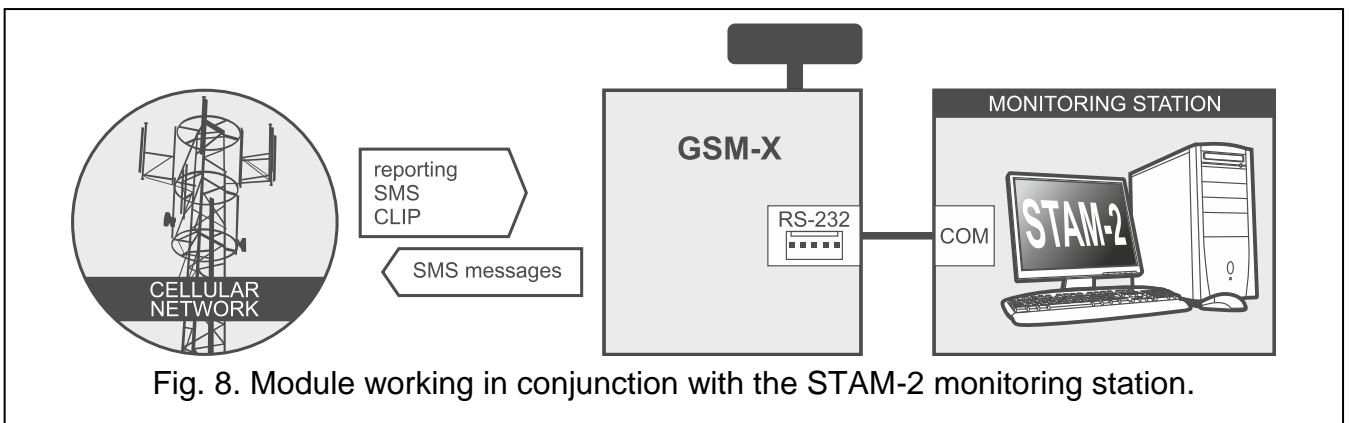 MONITORING STATION
GSM-X
reporting
SMS
CLIP
RS-232
COM
STAM-2
SMS messages
CELLULAR
NETWORK
Fig. 8. Module working in conjunction with the STAM-2 monitoring station.